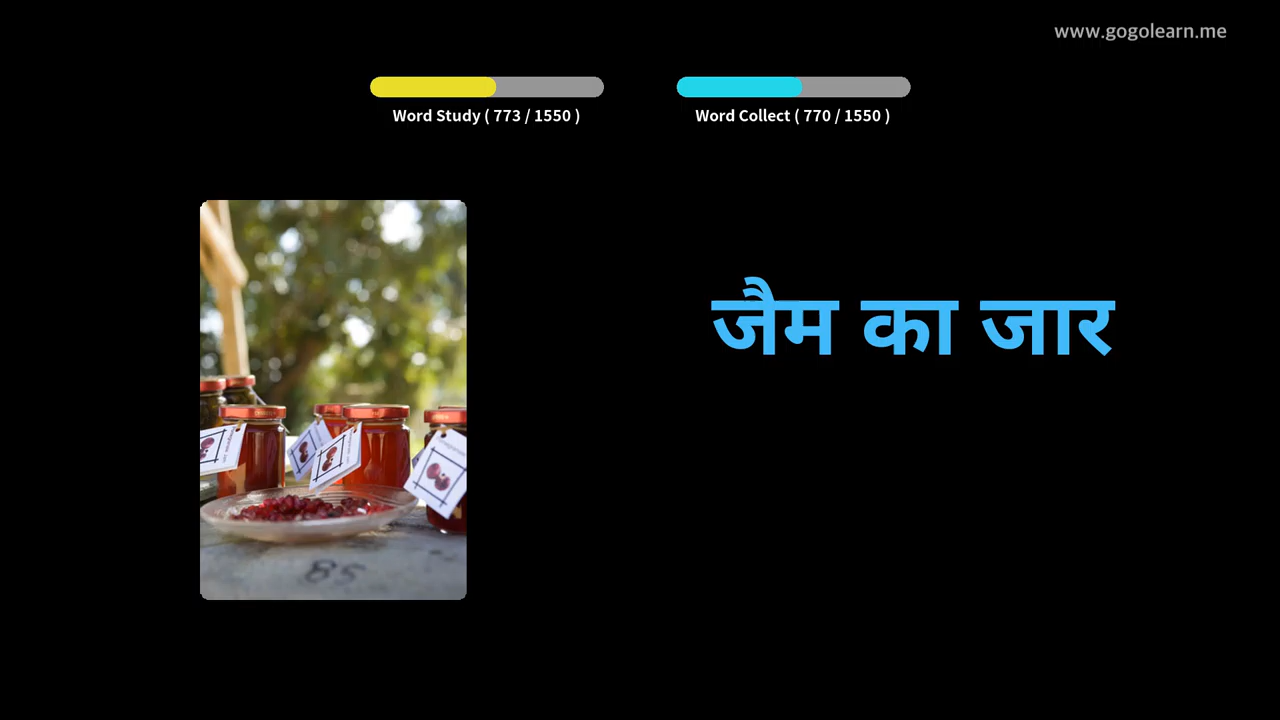 www.gogolearn.me
Word Study ( 773 / 1550 )
Word Collect ( 770 / 1550 )
जैम का जार
85